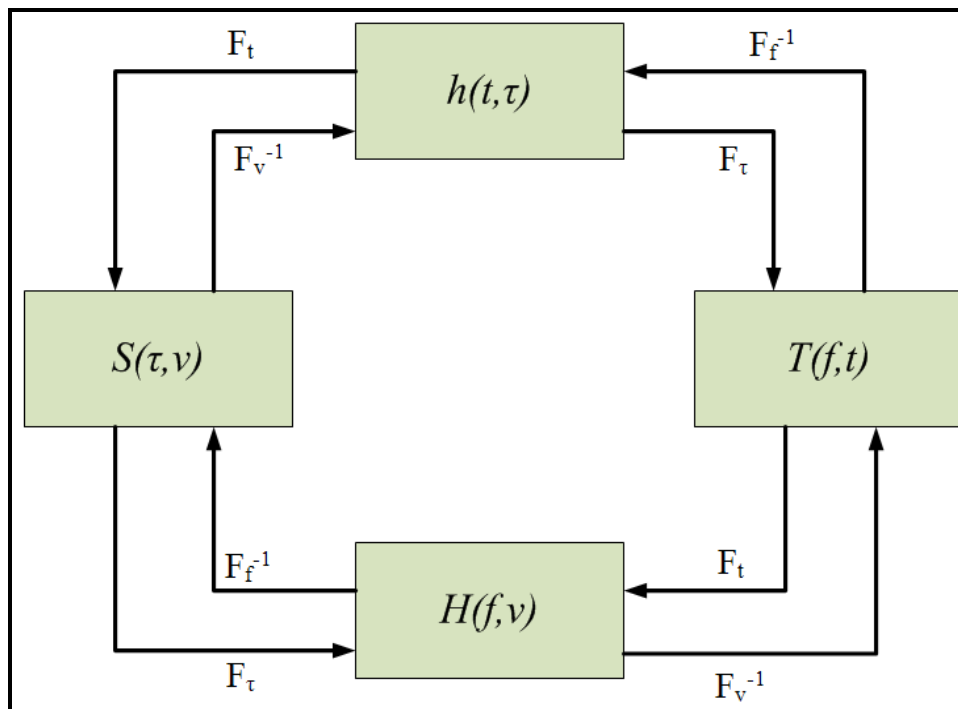 F_t
F_f^-1
h(t,τ)
F_v^-1
F_τ
S(τ,v)
T(f,t)
F_f^-1
F_t
H(f,v)
F_τ
F_v^-1